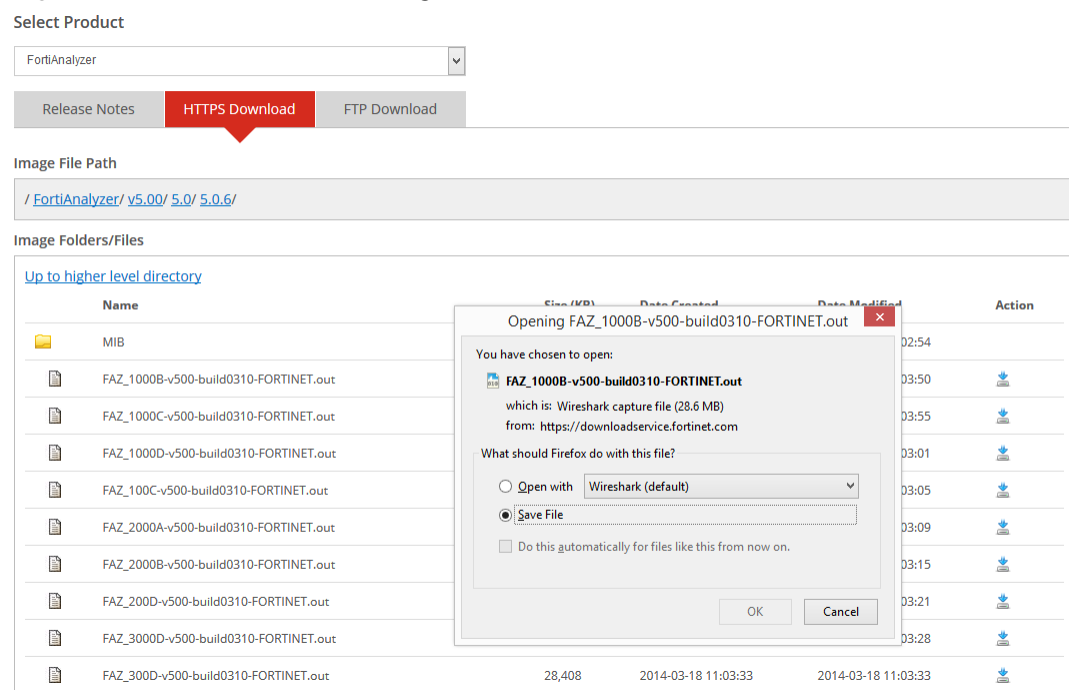 Select Product
FortiAnalyzer
Release Notes HTTPS Download FTP Download
Image File Path
/ FortiAnalyzer/ v5.00/ 5.0/ 5.0.6/
Image Folders/Files
Up to higher level directory
Name Size (KB) Date Created Date Modified Action
MIB 02:54
FAZ_1000B-v500-build0310-FORTINET.out 03:50
FAZ_1000C-v500-build0310-FORTINET.out 03:55
FAZ_1000D-v500-build0310-FORTINET.out 03:01
FAZ_100C-v500-build0310-FORTINET.out 03:05
FAZ_2000A-v500-build0310-FORTINET.out 03:09
FAZ_2000B-v500-build0310-FORTINET.out 03:15
FAZ_200D-v500-build0310-FORTINET.out 03:21
FAZ_3000D-v500-build0310-FORTINET.out 03:28
FAZ_300D-v500-build0310-FORTINET.out 28,408 2014-03-18 11:03:33 2014-03-18 11:03:33
Opening FAZ_1000B-v500-build0310-FORTINET.out
You have chosen to open:
FAZ_1000B-v500-build0310-FORTINET.out
which is: Wireshark capture file (28.6 MB)
from: https://downloadservice.fortinet.com
What should Firefox do with this file?
Open with Wireshark (default)
Save File
Do this automatically for files like this from now on.
OK Cancel